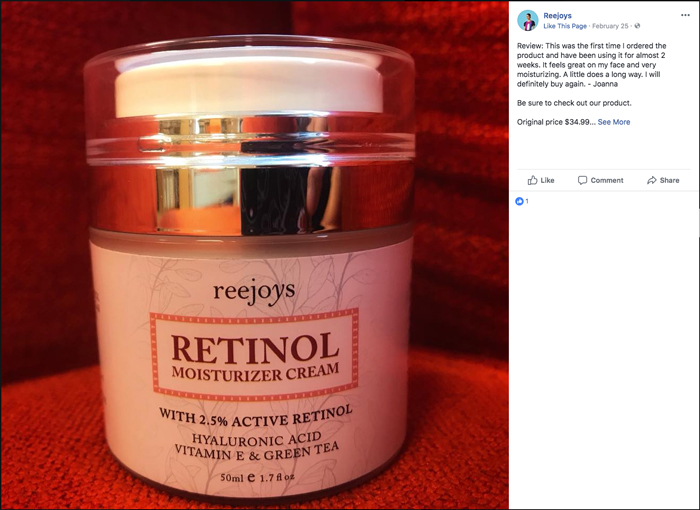 reejoys
RETINOL
MOISTURIZER CREAM
WITH 2.5% ACTIVE RETINOL
HYALURONIC ACID
VITAMIN E & GREEN TEA
50ml e 1.7 fl oz
Reejoys
Like This Page · February 25 ·
Review: This was the first time I ordered the
product and have been using it for almost 2
weeks. It feels great on my face and very
moisturizing. A little does a long way. I will
definitely buy again. - Joanna
Be sure to check out our product.
Original price $34.99... See More
Like Comment Share
1